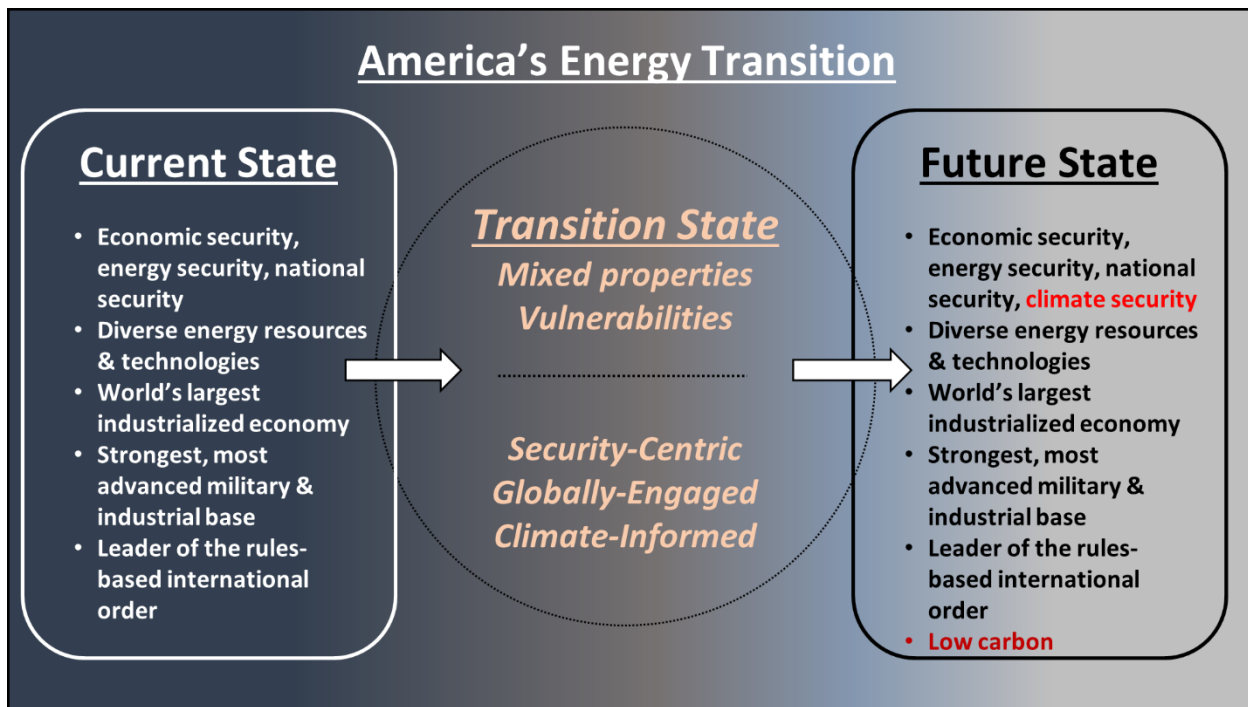 America's Energy Transition
Current State
• Economic security,
energy security, national
security
• Diverse energy resources
& technologies
• World's largest
industrialized economy
• Strongest, most
advanced military &
industrial base
• Leader of the rules-
based international
order
Transition State
Mixed properties
Vulnerabilities
Security-Centric
Globally-Engaged
Climate-Informed
Future State
• Economic security,
energy security, national
security, climate security
• Diverse energy resources
& technologies
• World's largest
industrialized economy
• Strongest, most
advanced military &
industrial base
• Leader of the rules-
based international
order
• Low carbon